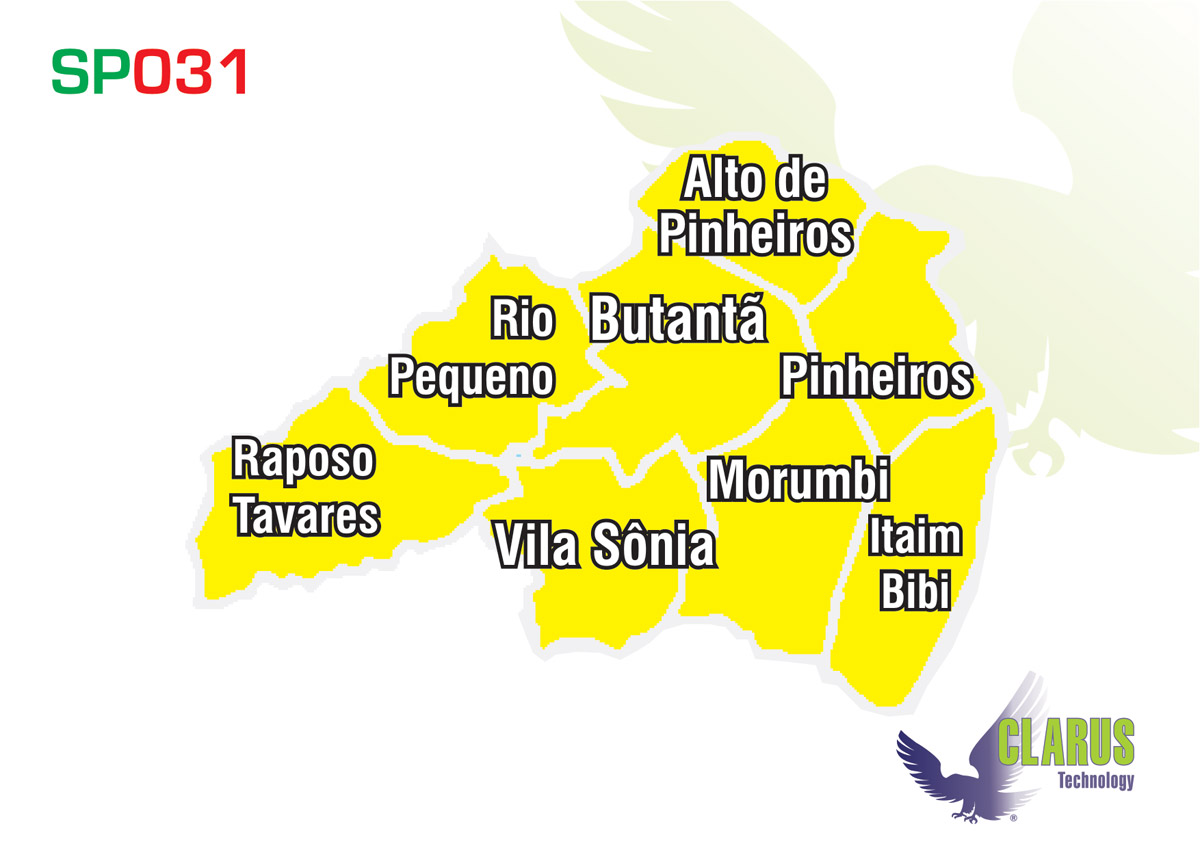 SP031
Alto de
Pinheiros
Rio
Pequeno
Butantã
Pinheiros
Raposo
Tavares
Morumbi
Vila Sônia
Itaim
Bibi
CLARUS
Technology
®